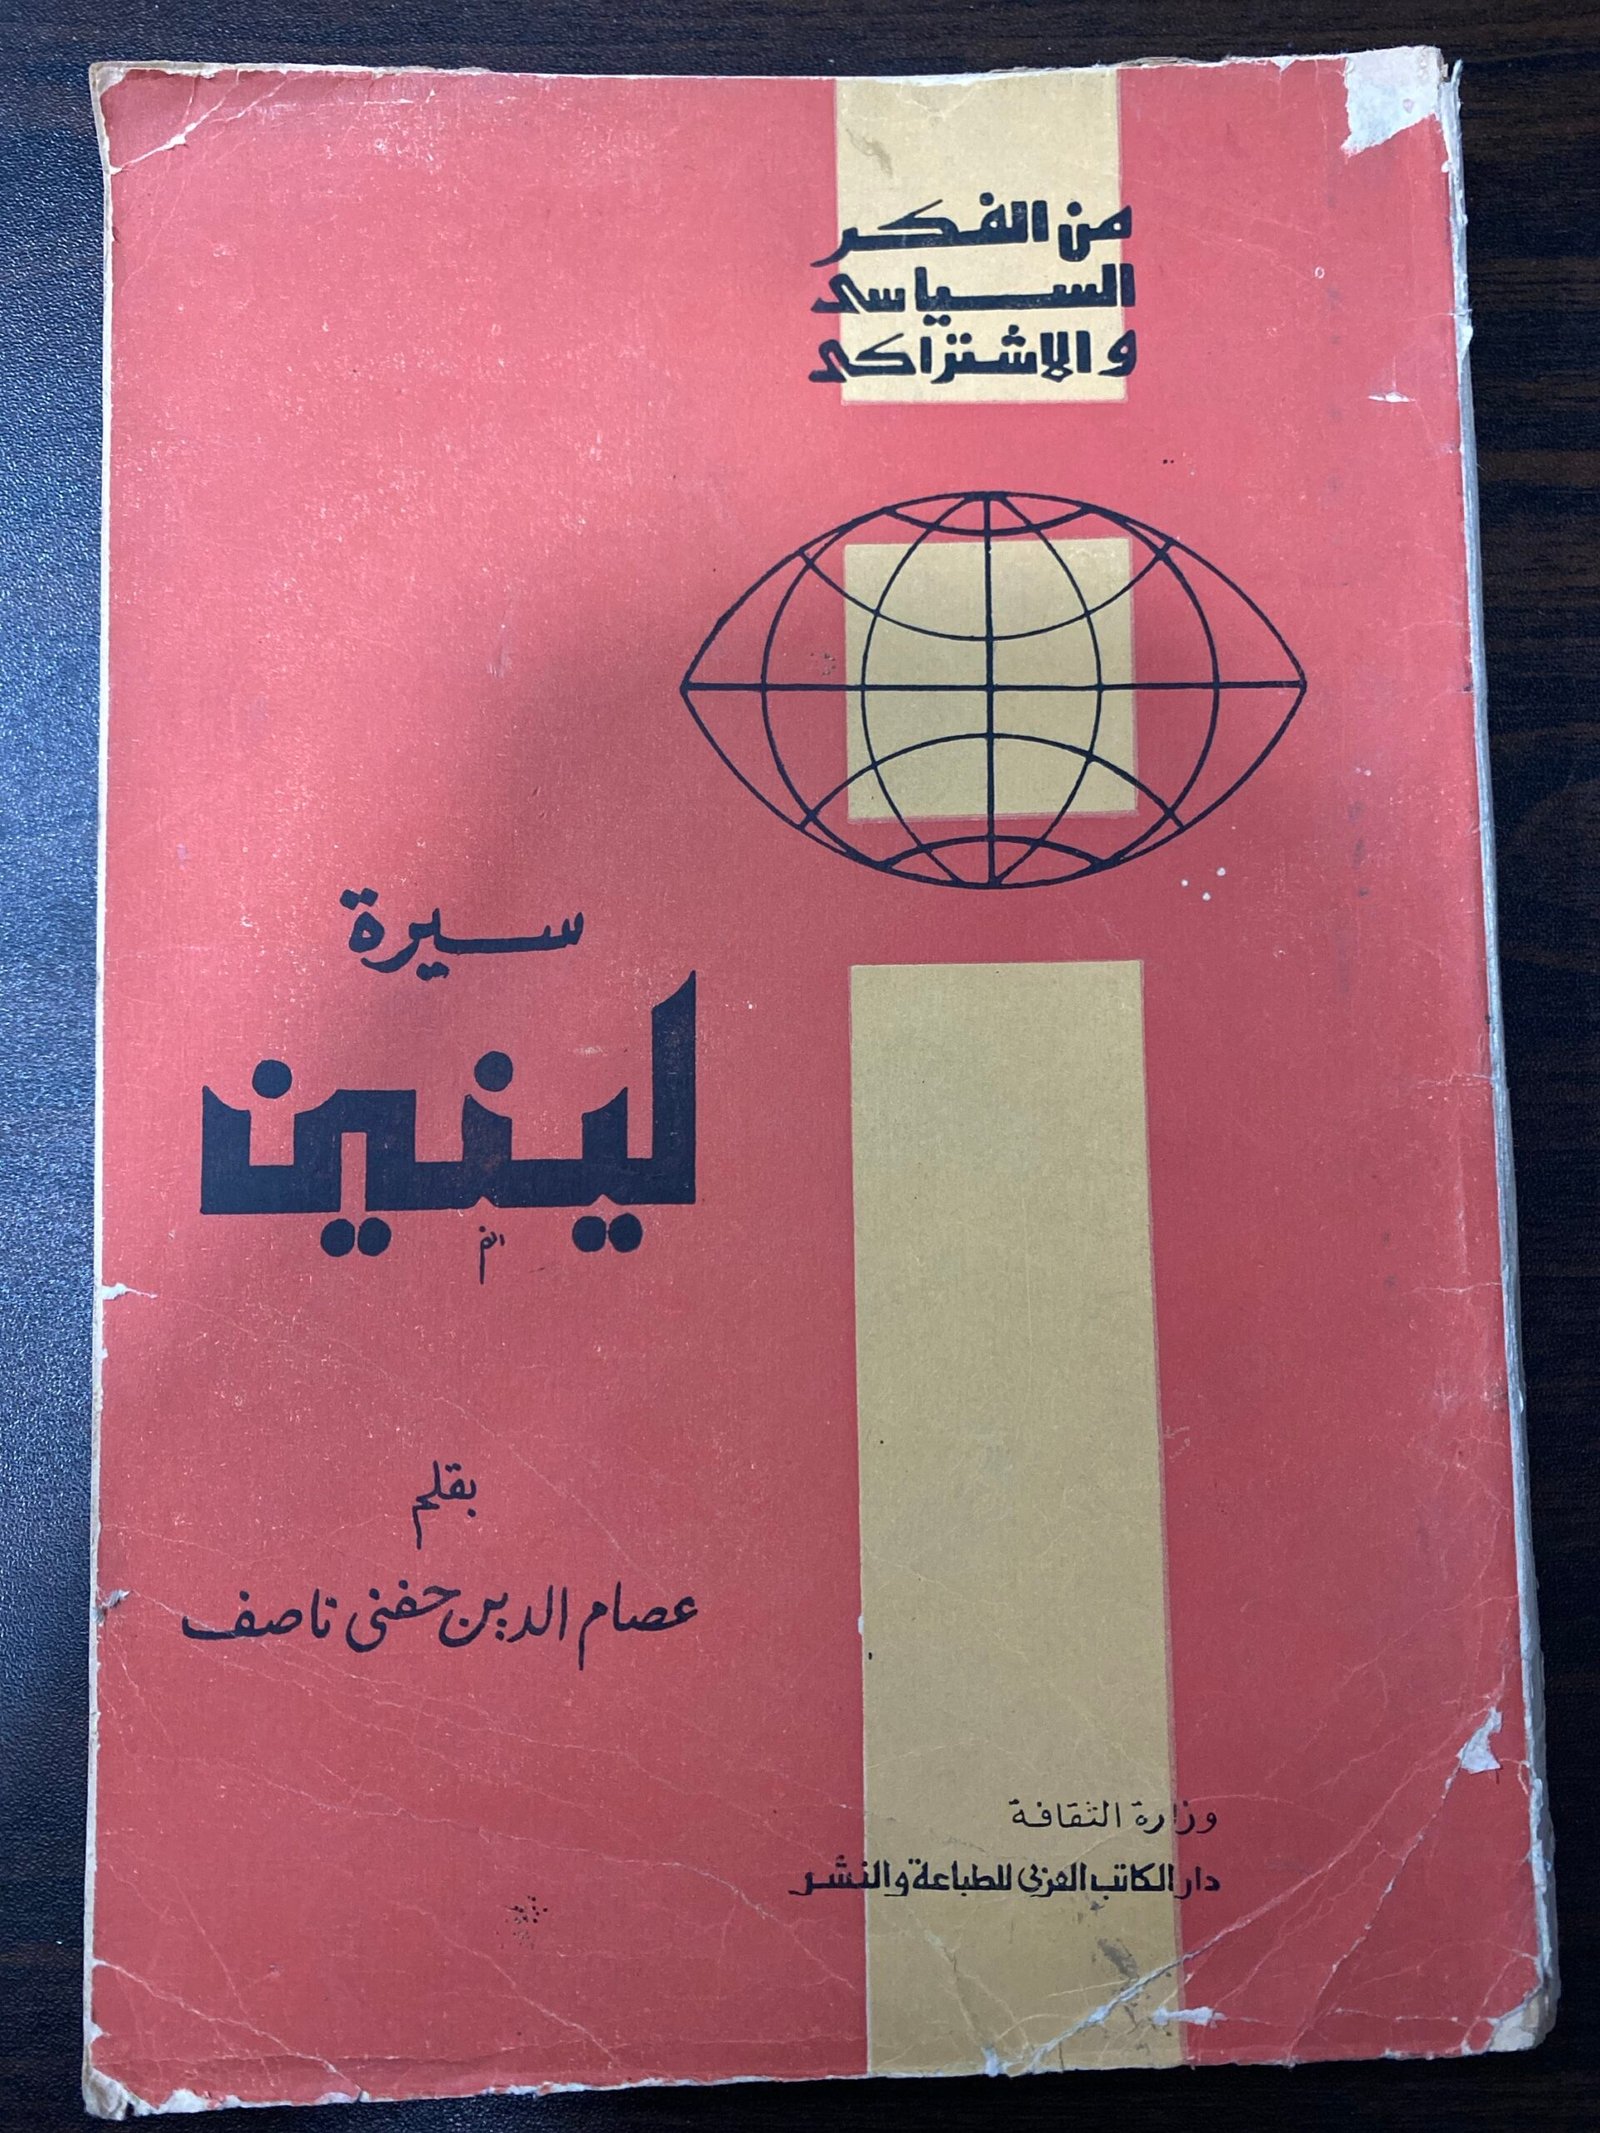 من الفكر
السياسى
والاشتراكى
سيرة
لينين
بقلم
عصام الدين حفنى ناصف
وزارة الثقافة
دار الكاتب العربى للطباعة والنشر